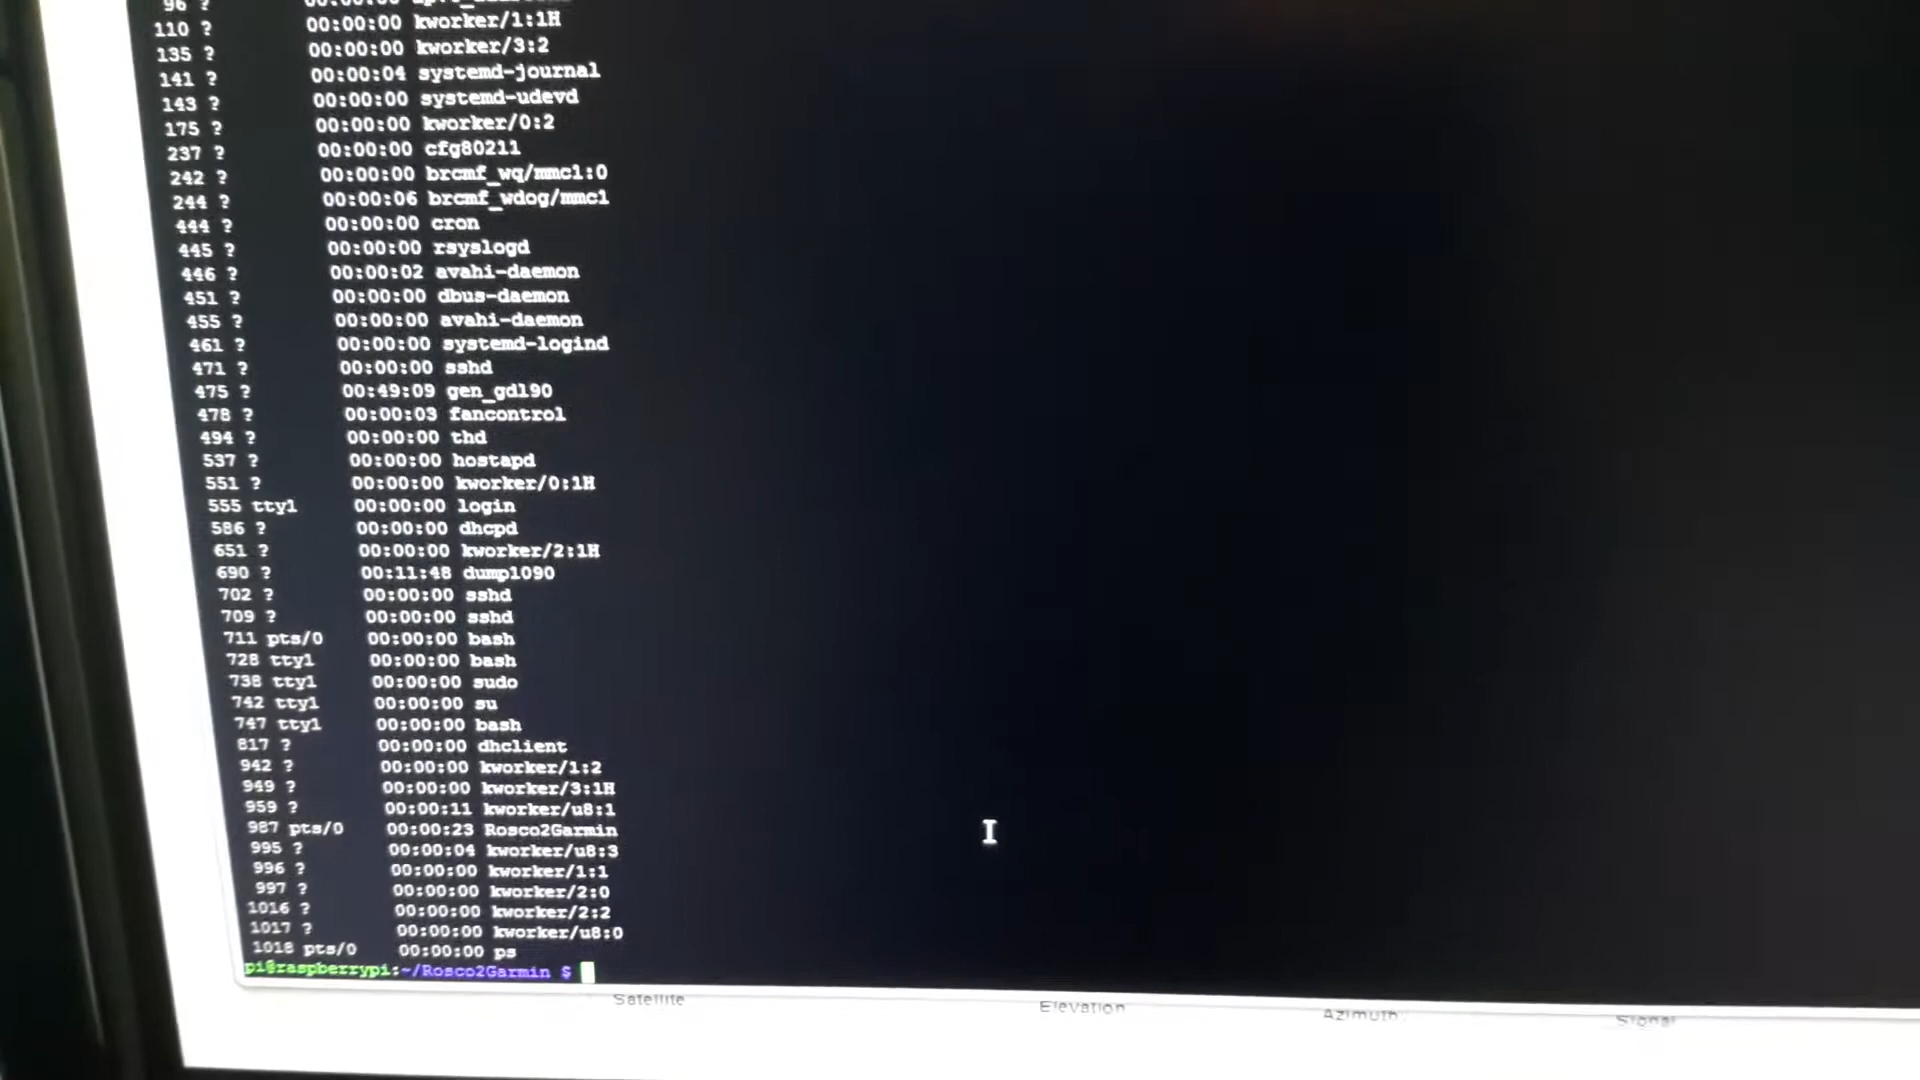 96 ?
110 ? 00:00:00 kworker/1:1H
135 ? 00:00:00 kworker/3:2
141 ? 00:00:04 systemd-journal
143 ? 00:00:00 systemd-udevd
175 ? 00:00:00 kworker/0:2
237 ? 00:00:00 cfg80211
242 ? 00:00:00 brcmf_wq/mmc1:0
244 ? 00:00:06 brcmf_wdog/mmc1
444 ? 00:00:00 cron
445 ? 00:00:00 rsyslogd
446 ? 00:00:02 avahi-daemon
451 ? 00:00:00 dbus-daemon
455 ? 00:00:00 avahi-daemon
461 ? 00:00:00 systemd-logind
471 ? 00:00:00 sshd
475 ? 00:49:09 gen_gdl90
478 ? 00:00:03 fancontrol
494 ? 00:00:00 thd
537 ? 00:00:00 hostapd
551 ? 00:00:00 kworker/0:1H
555 tty1 00:00:00 login
586 ? 00:00:00 dhcpd
651 ? 00:00:00 kworker/2:1H
690 ? 00:11:48 dump1090
702 ? 00:00:00 sshd
709 ? 00:00:00 sshd
711 pts/0 00:00:00 bash
728 tty1 00:00:00 bash
738 tty1 00:00:00 sudo
742 tty1 00:00:00 su
747 tty1 00:00:00 bash
817 ? 00:00:00 dhclient
942 ? 00:00:00 kworker/1:2
949 ? 00:00:00 kworker/3:1H
959 ? 00:00:11 kworker/u8:1
987 pts/0 00:00:23 Rosco2Garmin
995 ? 00:00:04 kworker/u8:3
996 ? 00:00:00 kworker/1:1
997 ? 00:00:00 kworker/2:0
1016 ? 00:00:00 kworker/2:2
1017 ? 00:00:00 kworker/u8:0
1018 pts/0 00:00:00 ps
pi@raspberrypi:~/Rosco2Garmin $
Satellite Elevation Azimuth Signal